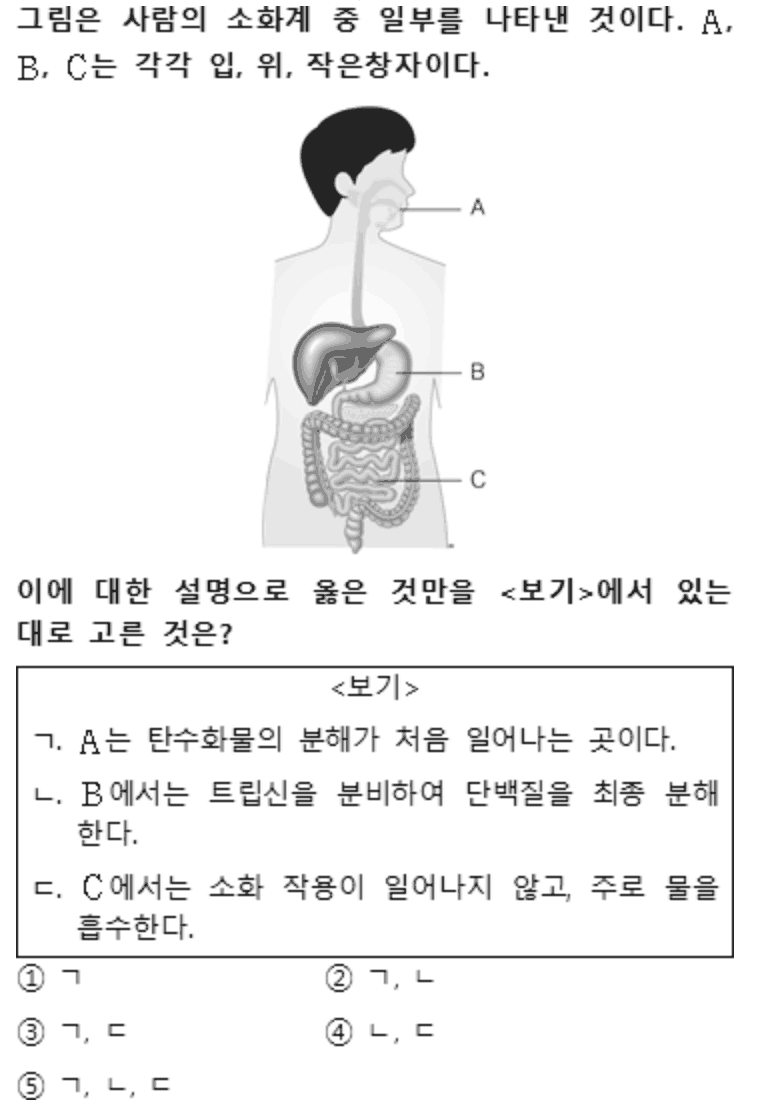 그림은 사람의 소화계 중 일부를 나타낸 것이다. A,
B, C는 각각 입, 위, 작은창자이다.
A
B
C
이에 대한 설명으로 옳은 것만을 <보기>에서 있는
대로 고른 것은?
<보기>
ㄱ. A는 탄수화물의 분해가 처음 일어나는 곳이다.
ㄴ. B에서는 트립신을 분비하여 단백질을 최종 분해
한다.
ㄷ. C에서는 소화 작용이 일어나지 않고, 주로 물을
흡수한다.
① ㄱ ② ㄱ, ㄴ
③ ㄱ, ㄷ ④ ㄴ, ㄷ
⑤ ㄱ, ㄴ, ㄷ